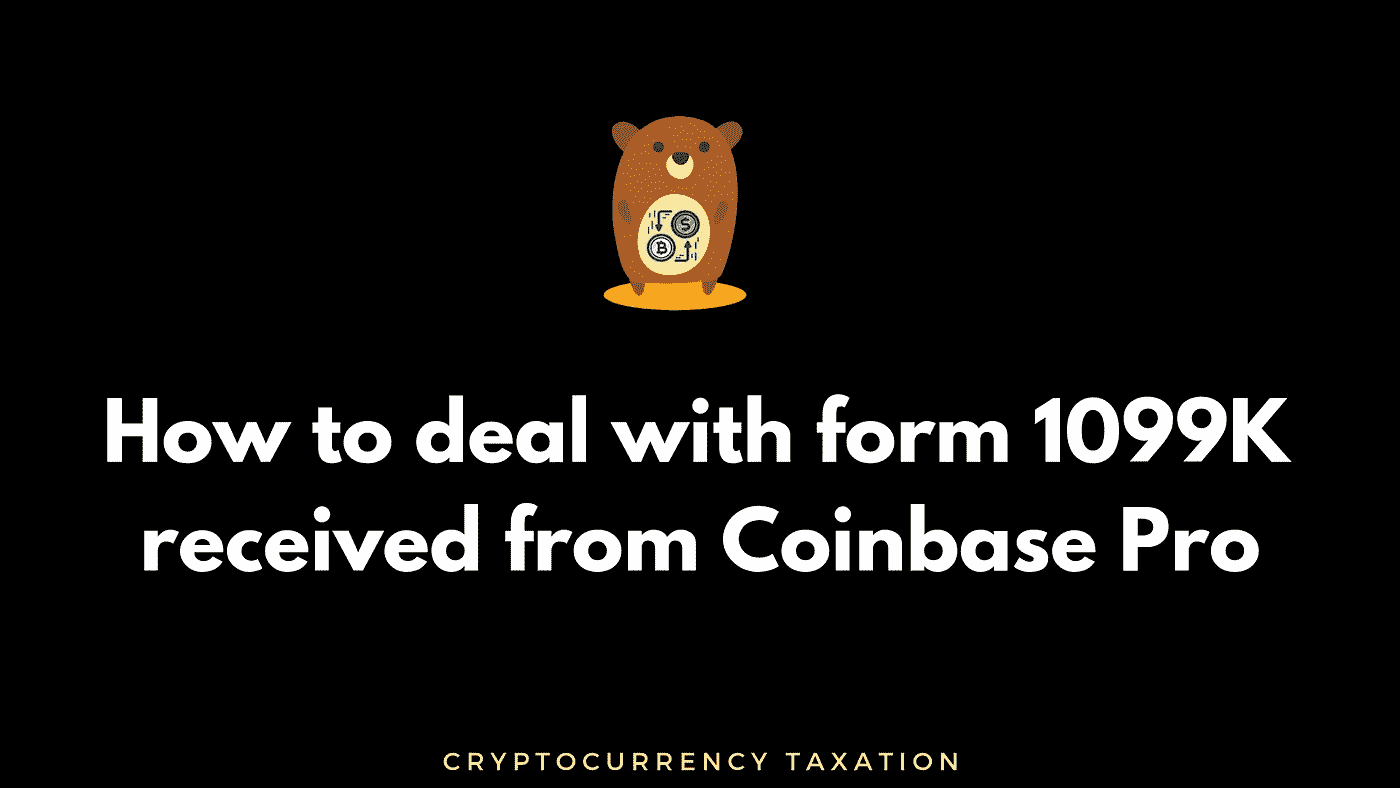 $
B
How to deal with form 1099K
received from Coinbase Pro
CRYPTOCURRENCY TAXATION